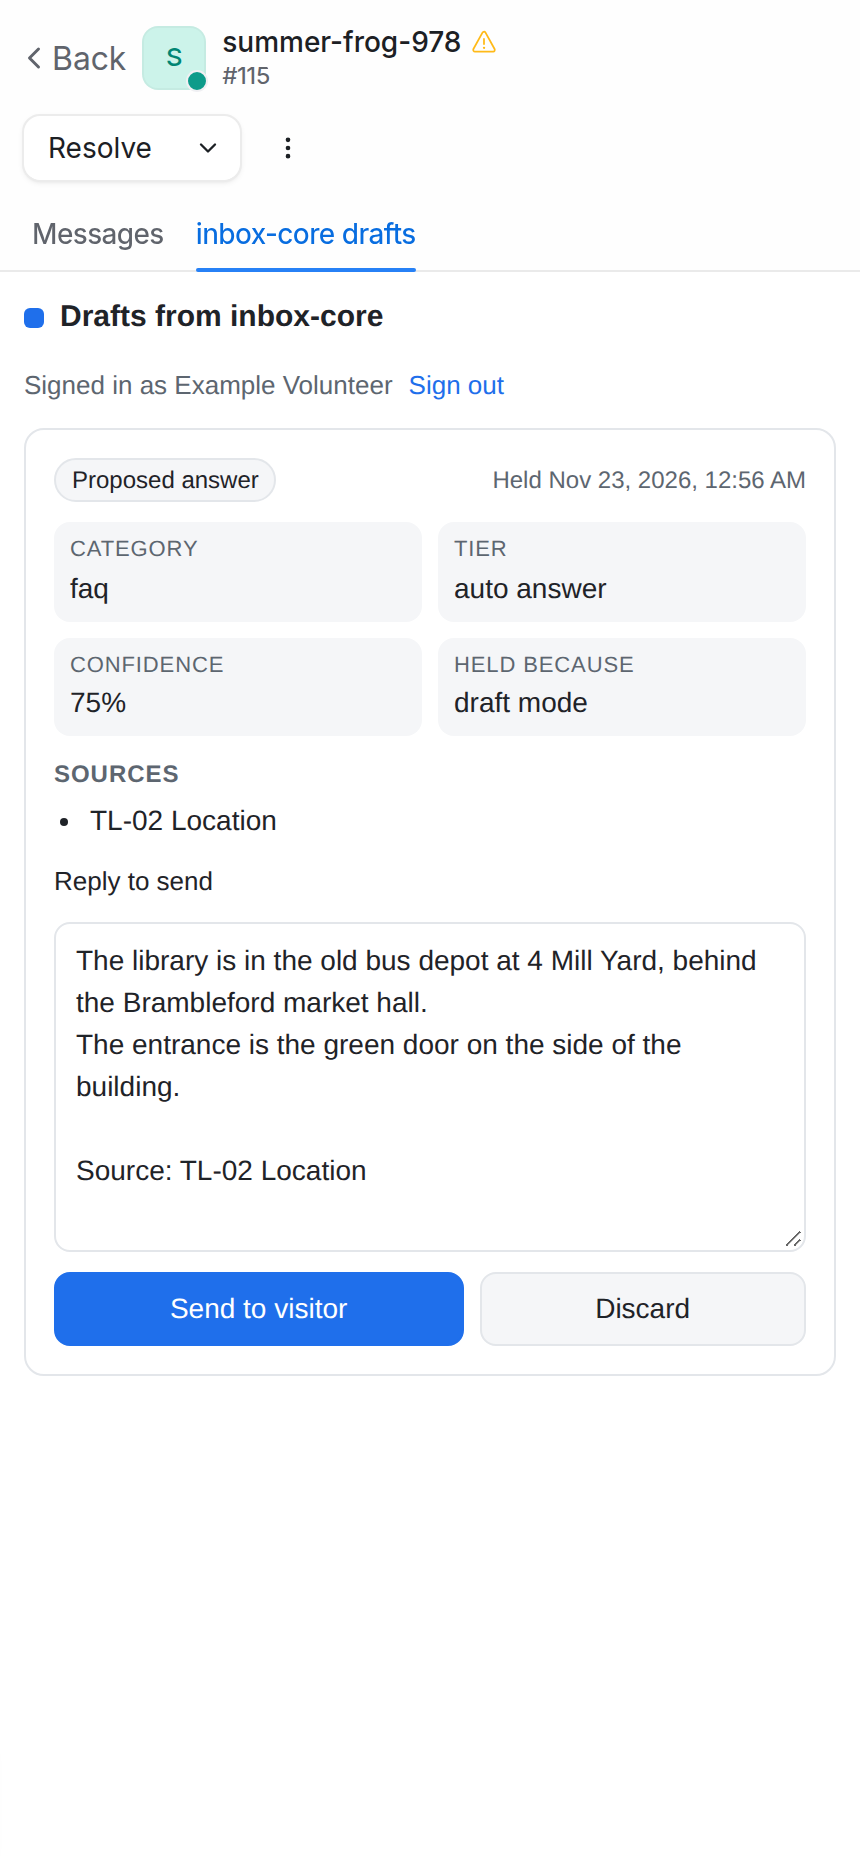 Back
S
summer-frog-978
#115
Resolve
Messages
inbox-core drafts
Drafts from inbox-core
Signed in as Example Volunteer Sign out
Proposed answer
Held Nov 23, 2026, 12:56 AM
CATEGORY
faq
TIER
auto answer
CONFIDENCE
75%
HELD BECAUSE
draft mode
SOURCES
TL-02 Location
Reply to send
The library is in the old bus depot at 4 Mill Yard, behind
the Brambleford market hall.
The entrance is the green door on the side of the
building.
Source: TL-02 Location
Send to visitor
Discard